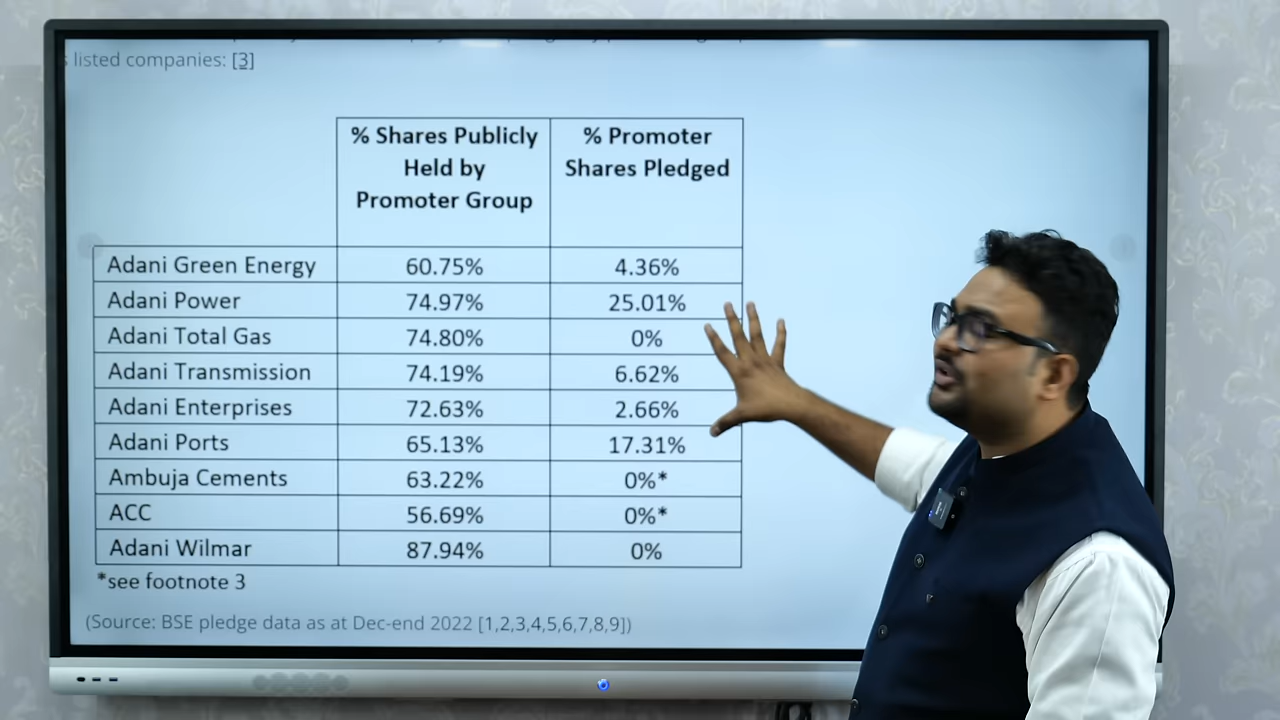 listed companies: [3]
% Shares Publicly Held by Promoter Group % Promoter Shares Pledged
Adani Green Energy 60.75% 4.36%
Adani Power 74.97% 25.01%
Adani Total Gas 74.80% 0%
Adani Transmission 74.19% 6.62%
Adani Enterprises 72.63% 2.66%
Adani Ports 65.13% 17.31%
Ambuja Cements 63.22% 0%*
ACC 56.69% 0%*
Adani Wilmar 87.94% 0%
*see footnote 3
(Source: BSE pledge data as at Dec-end 2022 [1,2,3,4,5,6,7,8,9])